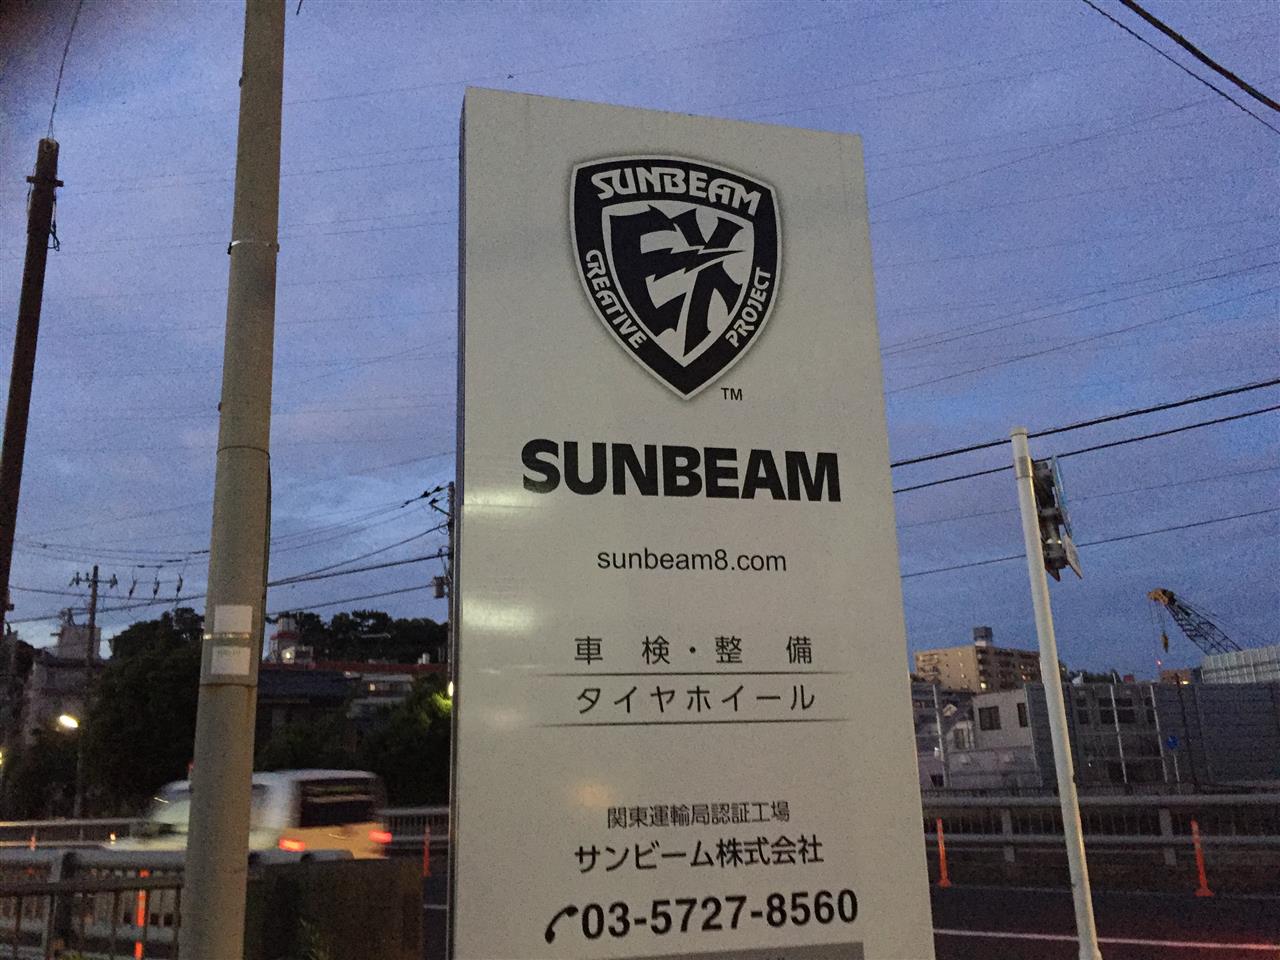 SUNBEAM
EX
CREATIVE
PROJECT
TM
SUNBEAM
sunbeam8.com
車検・整備
タイヤホイール
関東運輸局認証工場
サンビーム株式会社
03-5727-8560